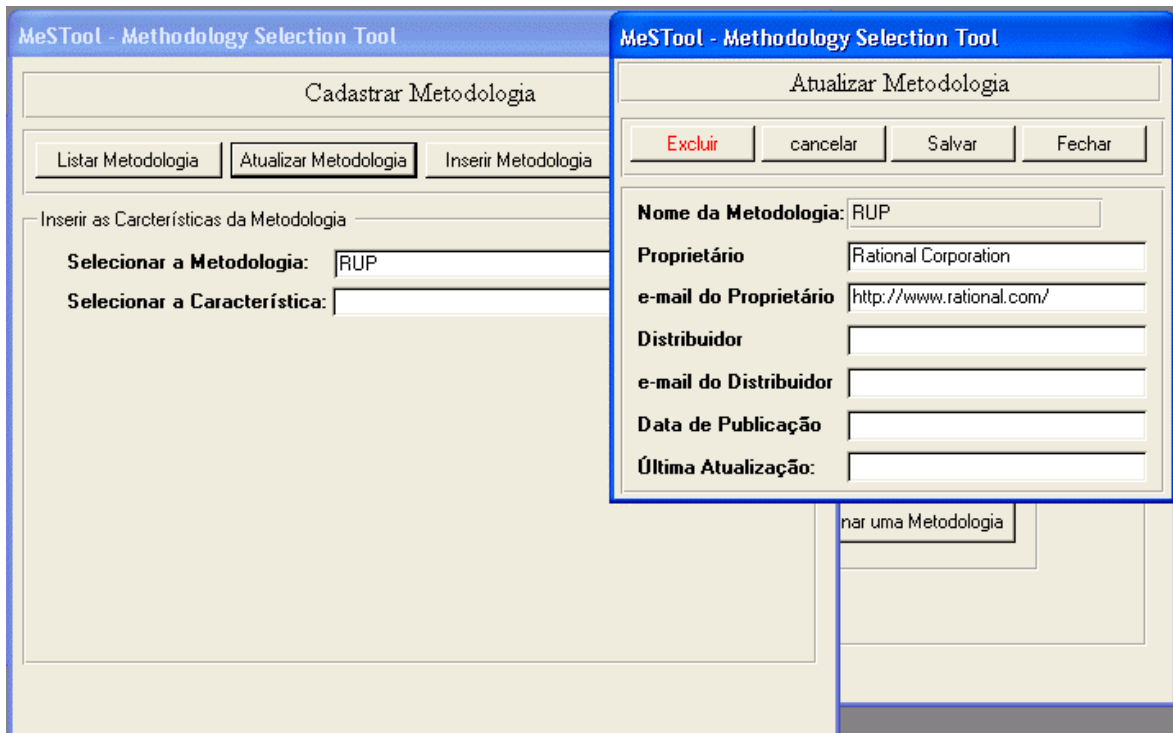 MeSTool - Methodology Selection Tool
Cadastrar Metodologia
Listar Metodologia Atualizar Metodologia Inserir Metodologia
Inserir as Carcterísticas da Metodologia
Selecionar a Metodologia: RUP
Selecionar a Característica:
MeSTool - Methodology Selection Tool
Atualizar Metodologia
Excluir cancelar Salvar Fechar
Nome da Metodologia: RUP
Proprietário Rational Corporation
e-mail do Proprietário http://www.rational.com/
Distribuidor
e-mail do Distribuidor
Data de Publicação
Última Atualização:
nar uma Metodologia